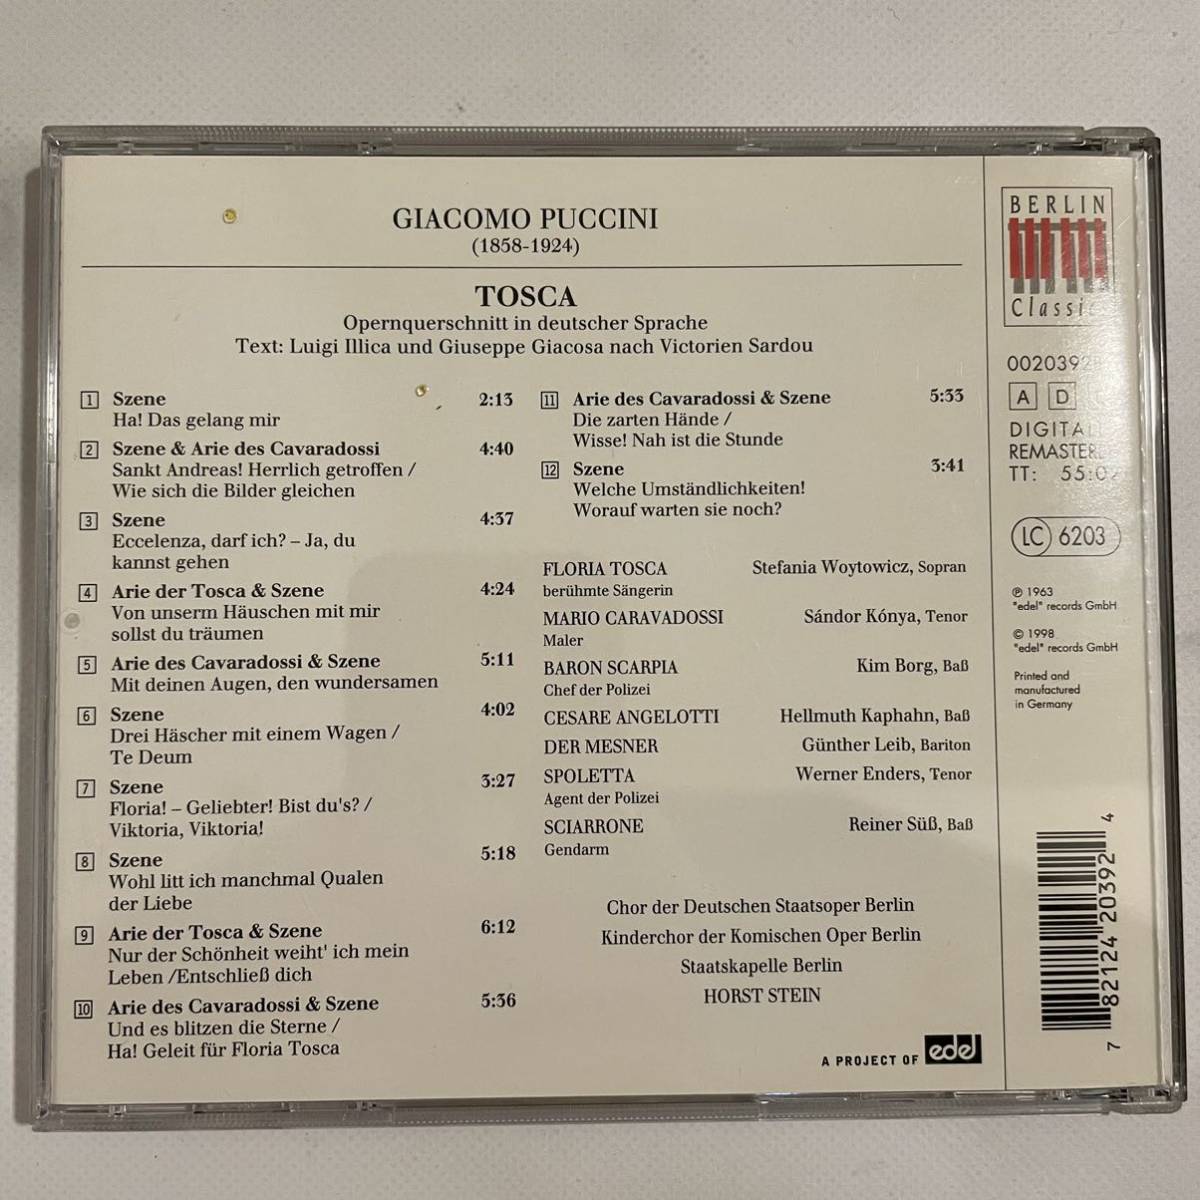 GIACOMO PUCCINI
(1858-1924)
TOSCA
Opernquerschnitt in deutscher Sprache
Text: Luigi Illica und Giuseppe Giacosa nach Victorien Sardou
1 Szene 2:13
Ha! Das gelang mir
2 Szene & Arie des Cavaradossi 4:40
Sankt Andreas! Herrlich getroffen /
Wie sich die Bilder gleichen
3 Szene 4:37
Eccelenza, darf ich? – Ja, du
kannst gehen
4 Arie der Tosca & Szene 4:24
Von unserm Häuschen mit mir
sollst du träumen
5 Arie des Cavaradossi & Szene 5:11
Mit deinen Augen, den wundersamen
6 Szene 4:02
Drei Häscher mit einem Wagen /
Te Deum
7 Szene 3:27
Floria! – Geliebter! Bist du's? /
Viktoria, Viktoria!
8 Szene 5:18
Wohl litt ich manchmal Qualen
der Liebe
9 Arie der Tosca & Szene 6:12
Nur der Schönheit weiht' ich mein
Leben /Entschließ dich
10 Arie des Cavaradossi & Szene 5:36
Und es blitzen die Sterne /
Ha! Geleit für Floria Tosca
11 Arie des Cavaradossi & Szene 5:33
Die zarten Hände /
Wisse! Nah ist die Stunde
12 Szene 3:41
Welche Umständlichkeiten!
Worauf warten sie noch?
FLORIA TOSCA Stefania Woytowicz, Sopran
berühmte Sängerin
MARIO CARAVADOSSI Sándor Kónya, Tenor
Maler
BARON SCARPIA Kim Borg, Baß
Chef der Polizei
CESARE ANGELOTTI Hellmuth Kaphahn, Baß
DER MESNER Günther Leib, Bariton
SPOLETTA Werner Enders, Tenor
Agent der Polizei
SCIARRONE Reiner Süß, Baß
Gendarm
Chor der Deutschen Staatsoper Berlin
Kinderchor der Komischen Oper Berlin
Staatskapelle Berlin
HORST STEIN
A PROJECT OF edel
BERLIN
Classics
002039
A D
DIGITAL
REMASTERED
TT: 55:0
LC 6203
℗ 1963
"edel" records GmbH
© 1998
"edel" records GmbH
Printed and
manufactured
in Germany
7 82124 20392 4